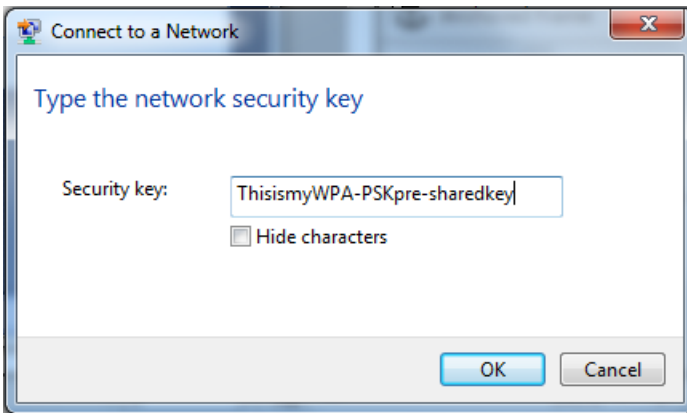 Connect to a Network
Type the network security key
Security key: ThisismyWPA-PSKpre-sharedkey
Hide characters
OK Cancel